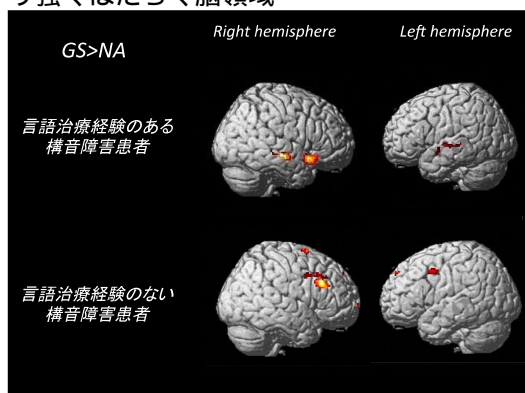 り強くはたらく脳領域
GS>NA
Right hemisphere
Left hemisphere
言語治療経験のある
構音障害患者
言語治療経験のない
構音障害患者